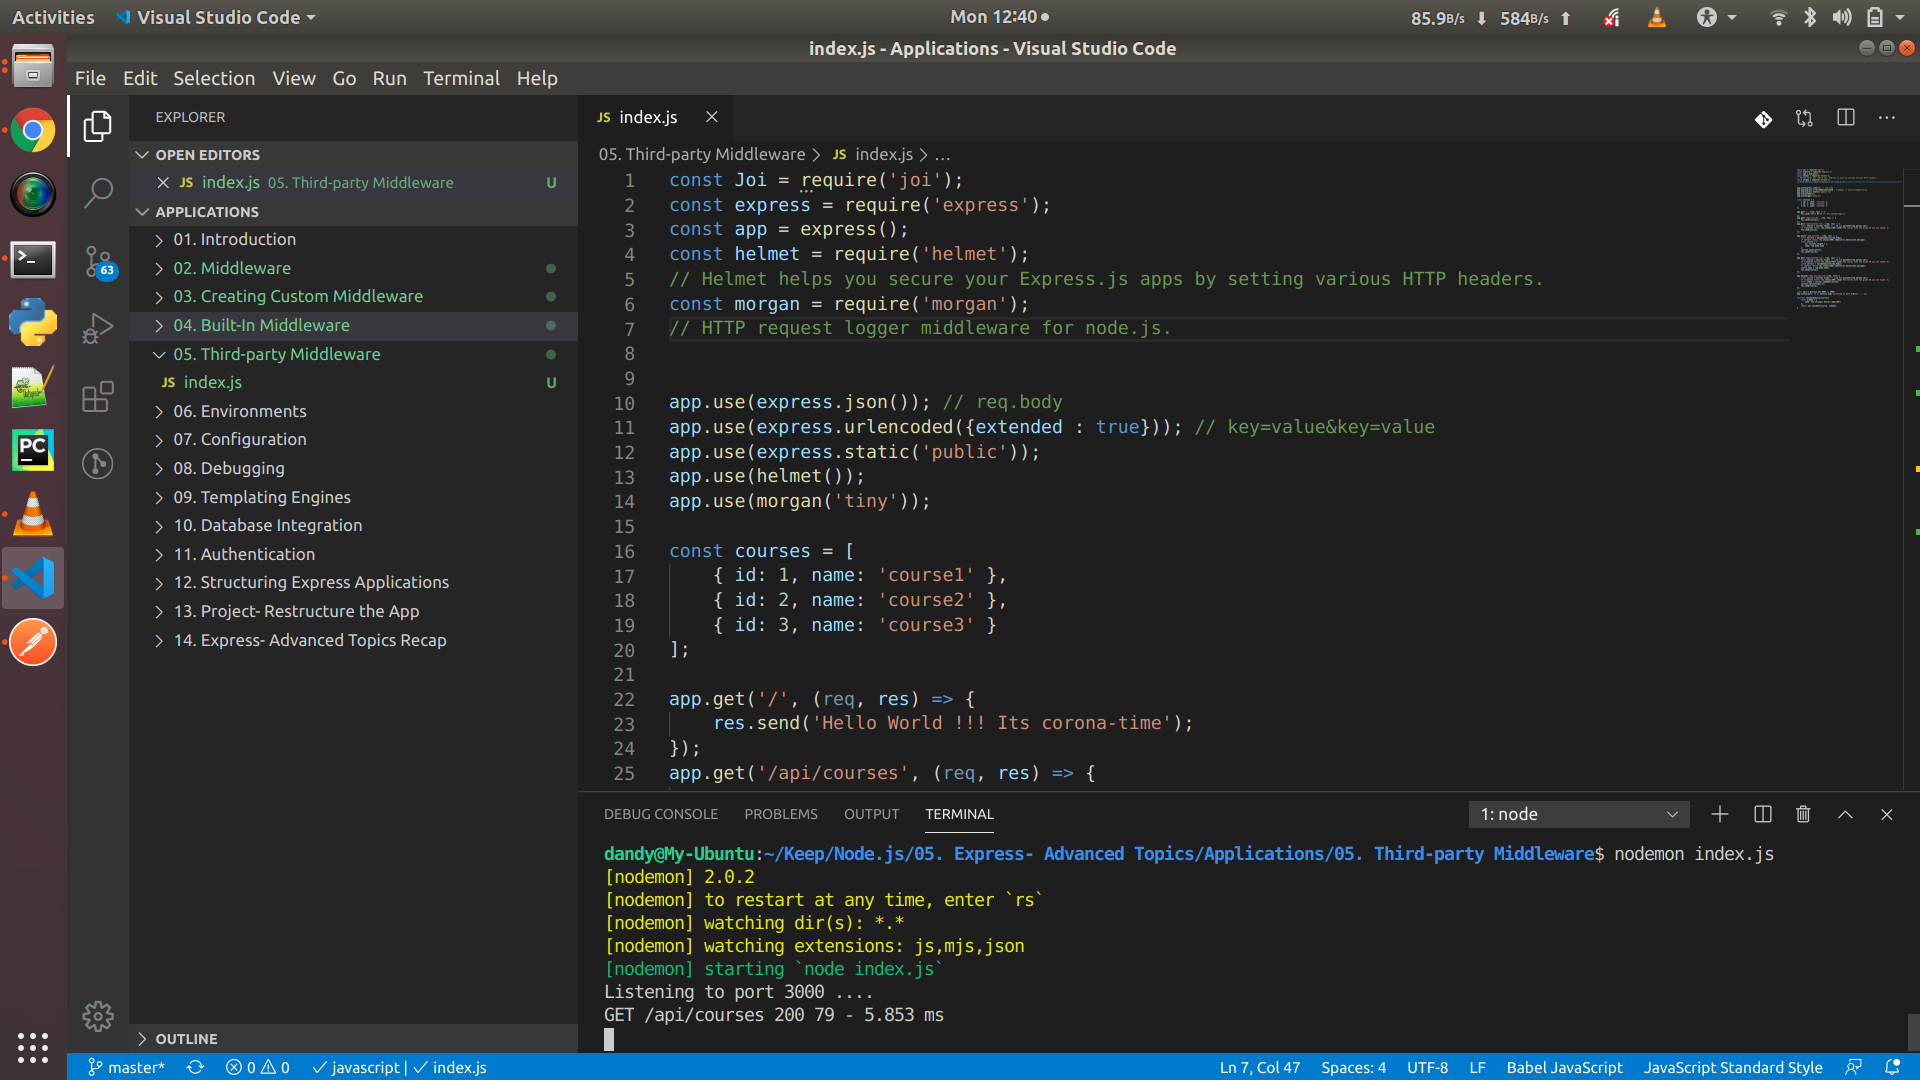 Activities
Visual Studio Code
Mon 12:40
85.9B/s
584B/s
index.js - Applications - Visual Studio Code
File Edit Selection View Go Run Terminal Help
EXPLORER
OPEN EDITORS
JS index.js 05. Third-party Middleware U
APPLICATIONS
01. Introduction
02. Middleware
63
03. Creating Custom Middleware
04. Built-In Middleware
05. Third-party Middleware
JS index.js U
06. Environments
07. Configuration
08. Debugging
09. Templating Engines
10. Database Integration
11. Authentication
12. Structuring Express Applications
13. Project- Restructure the App
14. Express- Advanced Topics Recap
OUTLINE
PC
JS index.js
05. Third-party Middleware > JS index.js > ...
1 const Joi = require('joi');
2 const express = require('express');
3 const app = express();
4 const helmet = require('helmet');
5 // Helmet helps you secure your Express.js apps by setting various HTTP headers.
6 const morgan = require('morgan');
7 // HTTP request logger middleware for node.js.
8
9
10 app.use(express.json()); // req.body
11 app.use(express.urlencoded({extended : true})); // key=value&key=value
12 app.use(express.static('public'));
13 app.use(helmet());
14 app.use(morgan('tiny'));
15
16 const courses = [
17 { id: 1, name: 'course1' },
18 { id: 2, name: 'course2' },
19 { id: 3, name: 'course3' }
20 ];
21
22 app.get('/', (req, res) => {
23 res.send('Hello World !!! Its corona-time');
24 });
25 app.get('/api/courses', (req, res) => {
DEBUG CONSOLE PROBLEMS OUTPUT TERMINAL
1: node
dandy@My-Ubuntu:~/Keep/Node.js/05. Express- Advanced Topics/Applications/05. Third-party Middleware$ nodemon index.js
[nodemon] 2.0.2
[nodemon] to restart at any time, enter `rs`
[nodemon] watching dir(s): *.*
[nodemon] watching extensions: js,mjs,json
[nodemon] starting `node index.js`
Listening to port 3000 ....
GET /api/courses 200 79 - 5.853 ms
master* 0 0 javascript | index.js
Ln 7, Col 47 Spaces: 4 UTF-8 LF Babel JavaScript JavaScript Standard Style